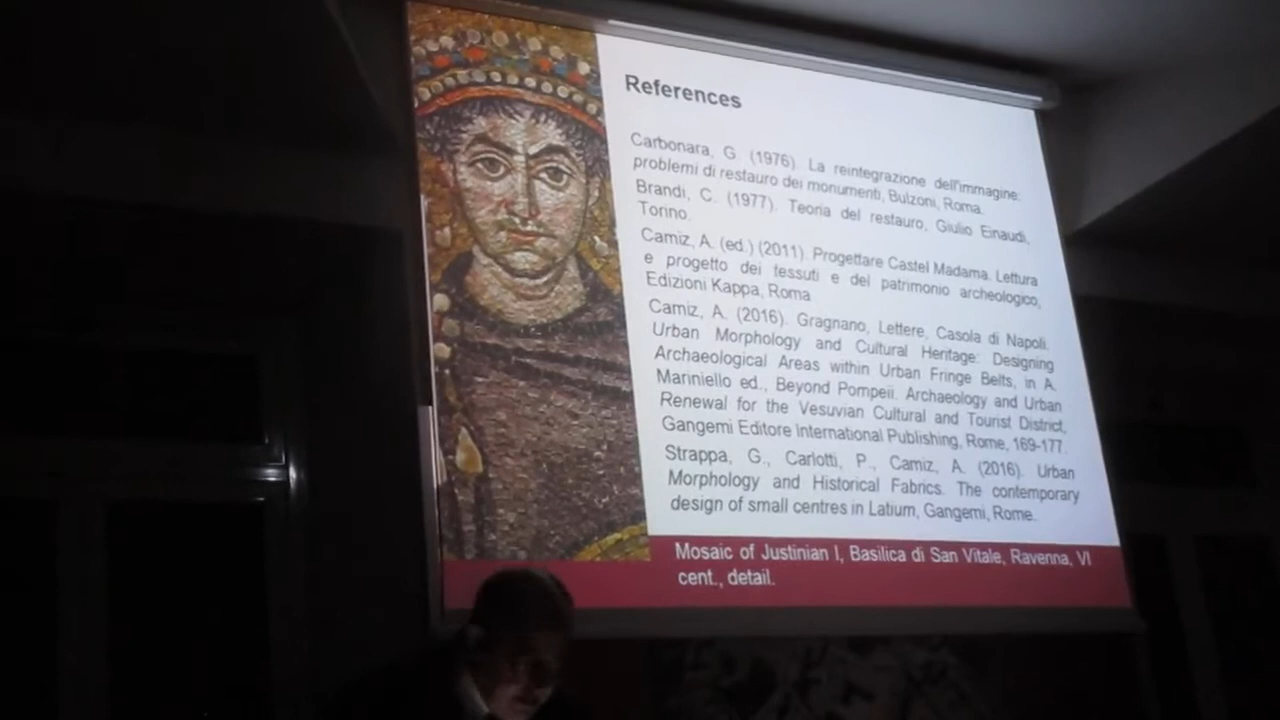 References
Carbonara, G. (1976). La reintegrazione dell'immagine:
problemi di restauro dei monumenti, Bulzoni, Roma.
Brandi, C. (1977). Teoria del restauro, Giulio Einaudi,
Torino.
Camiz, A. (ed.) (2011). Progettare Castel Madama. Lettura
e progetto dei tessuti e del patrimonio archeologico,
Edizioni Kappa, Roma
Camiz, A. (2016). Gragnano, Lettere, Casola di Napoli.
Urban Morphology and Cultural Heritage: Designing
Archaeological Areas within Urban Fringe Belts, in A.
Mariniello ed., Beyond Pompeii. Archaeology and Urban
Renewal for the Vesuvian Cultural and Tourist District,
Gangemi Editore International Publishing, Rome, 169-177.
Strappa, G., Carlotti, P., Camiz, A. (2016). Urban
Morphology and Historical Fabrics. The contemporary
design of small centres in Latium, Gangemi, Rome.
Mosaic of Justinian I, Basilica di San Vitale, Ravenna, VI
cent., detail.